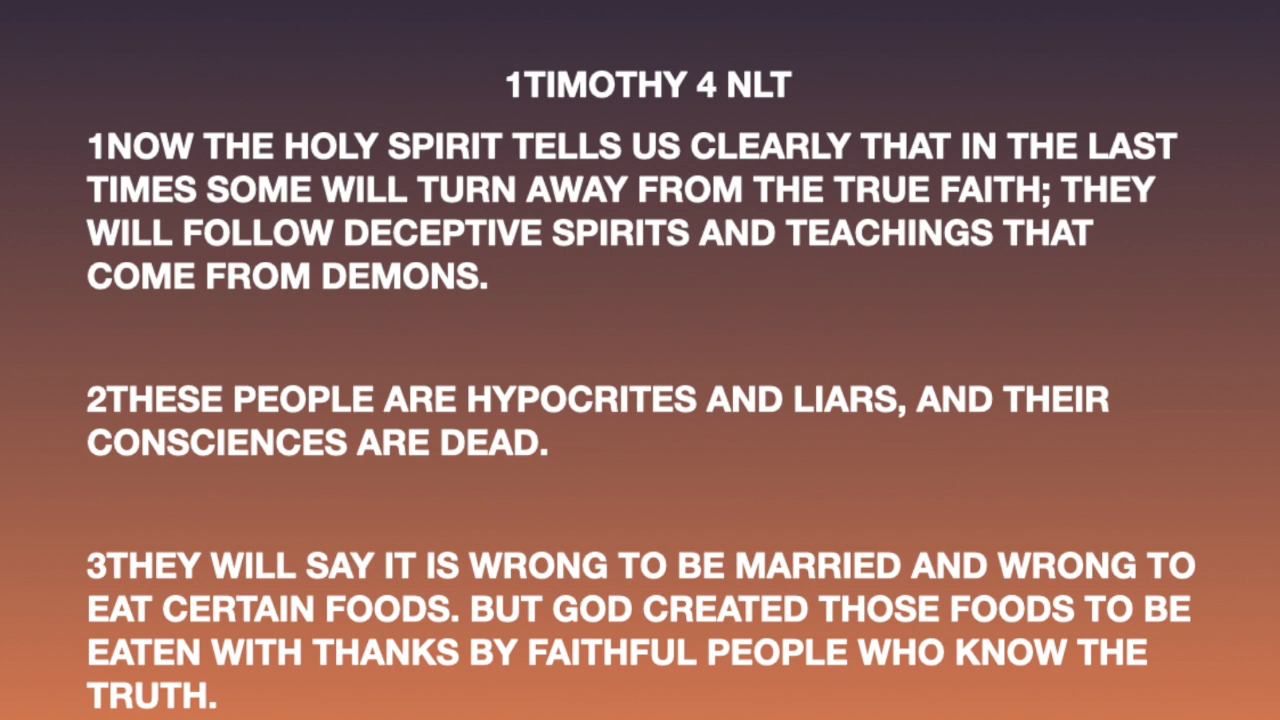 1TIMOTHY 4 NLT
1NOW THE HOLY SPIRIT TELLS US CLEARLY THAT IN THE LAST
TIMES SOME WILL TURN AWAY FROM THE TRUE FAITH; THEY
WILL FOLLOW DECEPTIVE SPIRITS AND TEACHINGS THAT
COME FROM DEMONS.
2THESE PEOPLE ARE HYPOCRITES AND LIARS, AND THEIR
CONSCIENCES ARE DEAD.
3THEY WILL SAY IT IS WRONG TO BE MARRIED AND WRONG TO
EAT CERTAIN FOODS. BUT GOD CREATED THOSE FOODS TO BE
EATEN WITH THANKS BY FAITHFUL PEOPLE WHO KNOW THE
TRUTH.